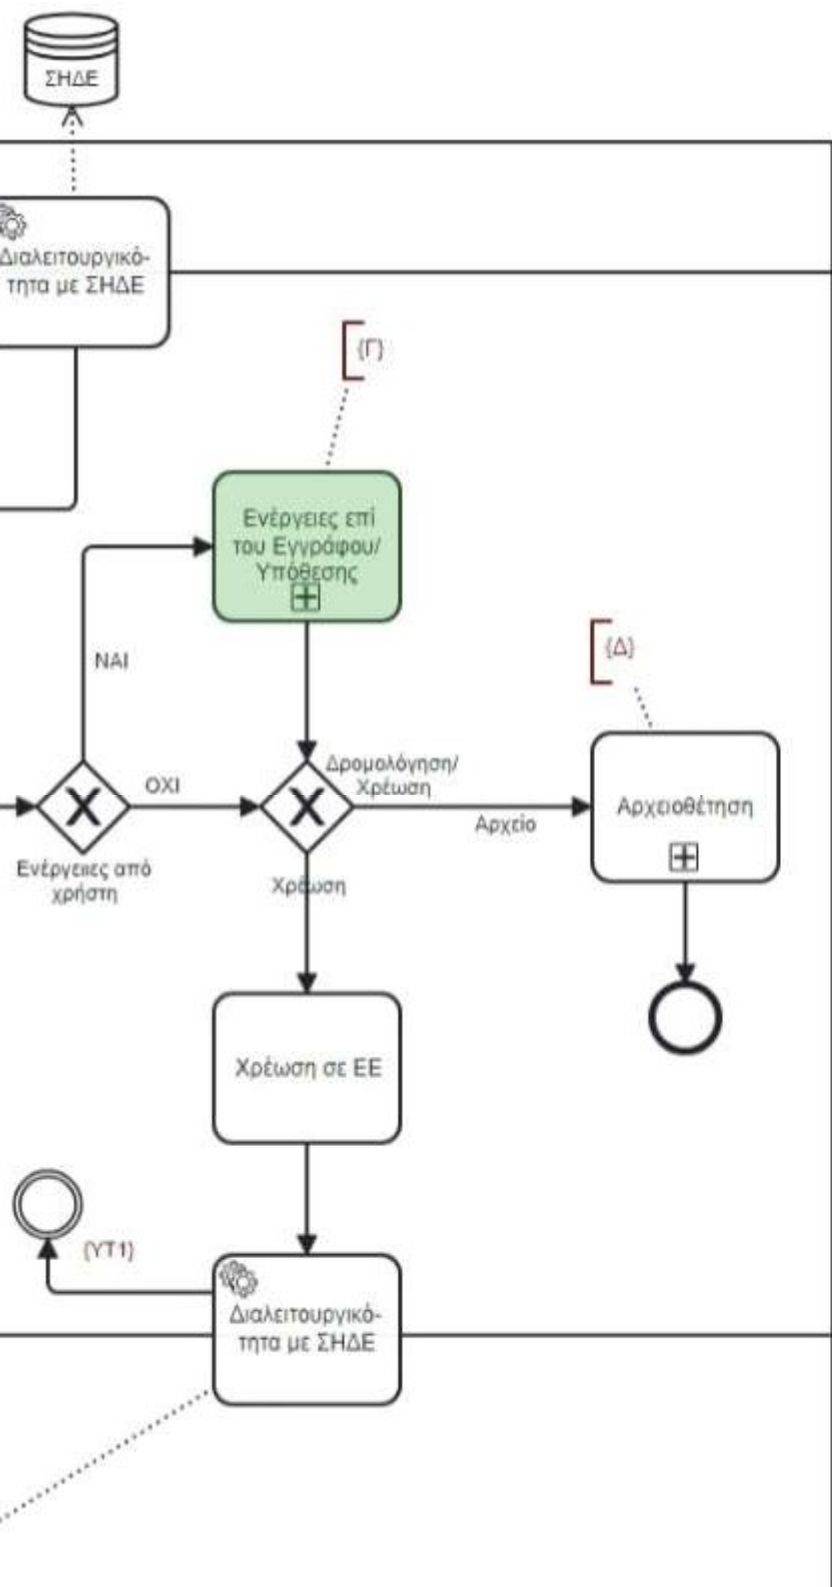 ΣΗΔΕ
Διαλειτουργικό-
τητα με ΣΗΔΕ
{Γ}
Ενέργειες επί
του Εγγράφου/
Υπόθεσης
ΝΑΙ
{Δ}
ΟΧΙ
Δρομολόγηση/
Χρέωση
Αρχείο
Αρχειοθέτηση
Ενέργειες από
χρήστη
Χρέωση
Χρέωση σε ΕΕ
{ΥΤ1}
Διαλειτουργικό-
τητα με ΣΗΔΕ